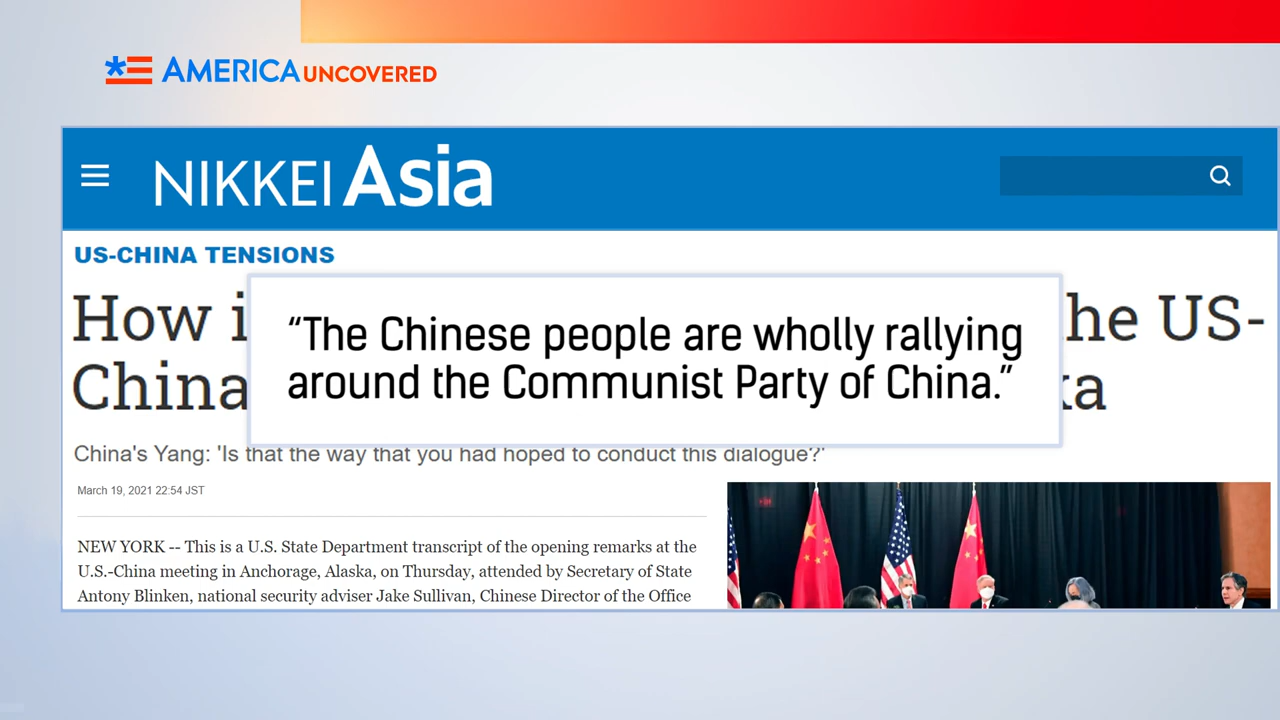 AMERICA UNCOVERED
NIKKEI Asia
US-CHINA TENSIONS
How i he US-
China ka
“The Chinese people are wholly rallying
around the Communist Party of China.”
China's Yang: 'Is that the way that you had hoped to conduct this dialogue?'
March 19, 2021 22:54 JST
NEW YORK -- This is a U.S. State Department transcript of the opening remarks at the
U.S.-China meeting in Anchorage, Alaska, on Thursday, attended by Secretary of State
Antony Blinken, national security adviser Jake Sullivan, Chinese Director of the Office